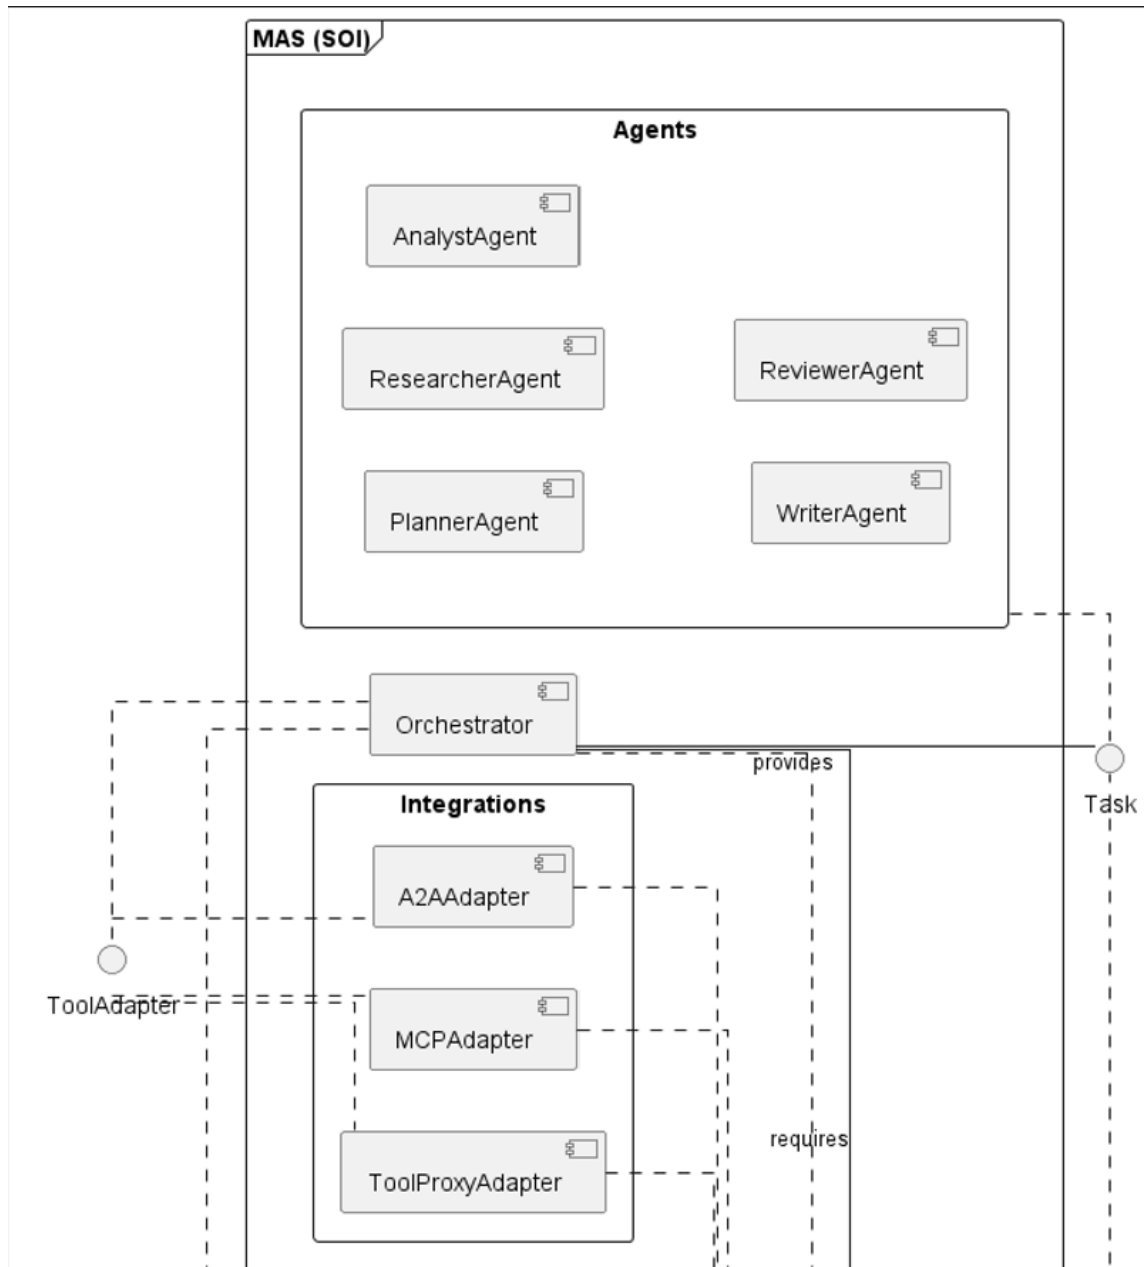 MAS (SOI)
Agents
AnalystAgent
ResearcherAgent
ReviewerAgent
PlannerAgent
WriterAgent
Orchestrator
provides
Task
Integrations
A2AAdapter
ToolAdapter
MCPAdapter
requires
ToolProxyAdapter